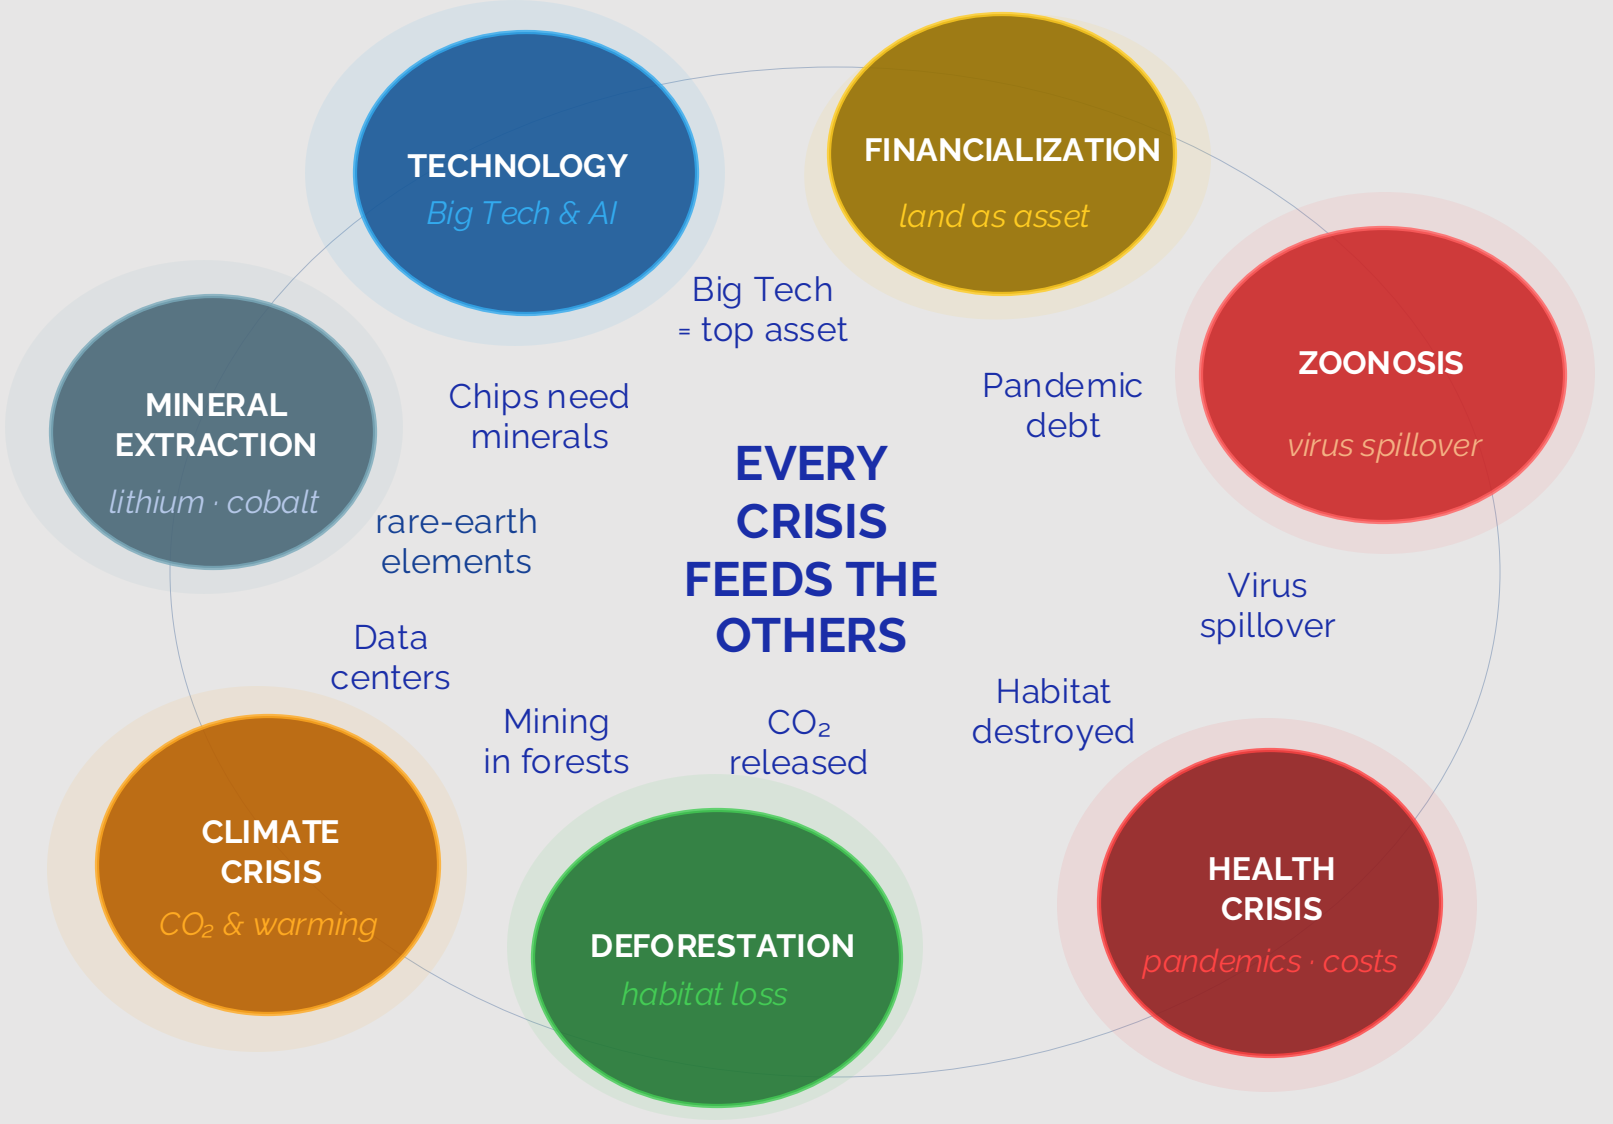 TECHNOLOGY
Big Tech & AI
FINANCIALIZATION
land as asset
ZOONOSIS
virus spillover
MINERAL
EXTRACTION
lithium · cobalt
Big Tech
= top asset
Chips need
minerals
Pandemic
debt
rare-earth
elements
EVERY
CRISIS
FEEDS THE
OTHERS
Data
centers
Virus
spillover
Mining
in forests
CO₂
released
Habitat
destroyed
CLIMATE
CRISIS
CO₂ & warming
DEFORESTATION
habitat loss
HEALTH
CRISIS
pandemics · costs